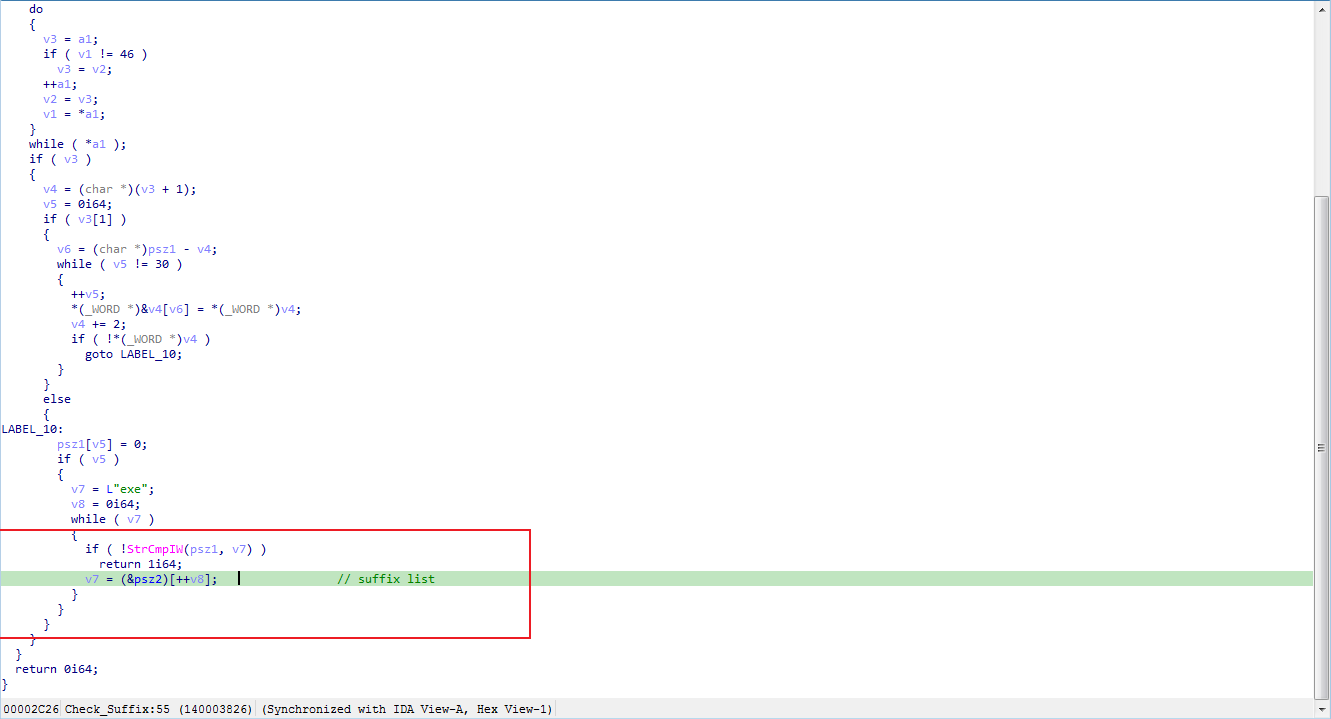 do
{
v3 = a1;
if ( v1 != 46 )
v3 = v2;
++a1;
v2 = v3;
v1 = *a1;
}
while ( *a1 );
if ( v3 )
{
v4 = (char *)(v3 + 1);
v5 = 0i64;
if ( v3[1] )
{
v6 = (char *)psz1 - v4;
while ( v5 != 30 )
{
++v5;
*(_WORD *)&v4[v6] = *(_WORD *)v4;
v4 += 2;
if ( !*(_WORD *)v4 )
goto LABEL_10;
}
}
else
{
LABEL_10:
psz1[v5] = 0;
if ( v5 )
{
v7 = L"exe";
v8 = 0i64;
while ( v7 )
{
if ( !StrCmpIW(psz1, v7) )
return 1i64;
v7 = (&psz2)[++v8]; // suffix list
}
}
}
}
}
return 0i64;
}
00002C26 Check_Suffix:55 (140003826) (Synchronized with IDA View-A, Hex View-1)